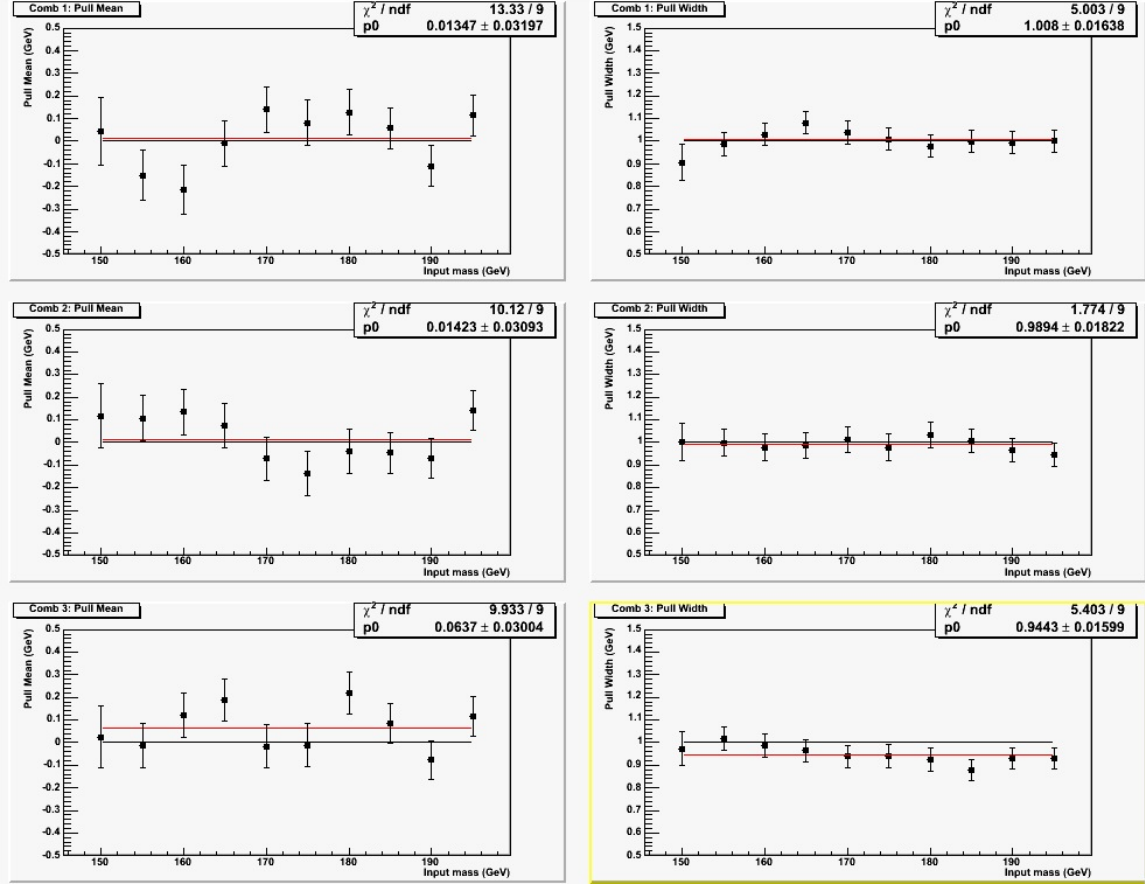 Comb 1: Pull Mean
χ² / ndf 13.33 / 9
p0 0.01347 ± 0.03197
Pull Mean (GeV)
0.5
0.4
0.3
0.2
0.1
0
-0.1
-0.2
-0.3
-0.4
-0.5
150 160 170 180 190
Input mass (GeV)
Comb 1: Pull Width
χ² / ndf 5.003 / 9
p0 1.008 ± 0.01638
Pull Width (GeV)
1.5
1.4
1.3
1.2
1.1
1
0.9
0.8
0.7
0.6
0.5
150 160 170 180 190
Input mass (GeV)
Comb 2: Pull Mean
χ² / ndf 10.12 / 9
p0 0.01423 ± 0.03093
Pull Mean (GeV)
0.5
0.4
0.3
0.2
0.1
0
-0.1
-0.2
-0.3
-0.4
-0.5
150 160 170 180 190
Input mass (GeV)
Comb 2: Pull Width
χ² / ndf 1.774 / 9
p0 0.9894 ± 0.01822
Pull Width (GeV)
1.5
1.4
1.3
1.2
1.1
1
0.9
0.8
0.7
0.6
0.5
150 160 170 180 190
Input mass (GeV)
Comb 3: Pull Mean
χ² / ndf 9.933 / 9
p0 0.0637 ± 0.03004
Pull Mean (GeV)
0.5
0.4
0.3
0.2
0.1
0
-0.1
-0.2
-0.3
-0.4
-0.5
150 160 170 180 190
Input mass (GeV)
Comb 3: Pull Width
χ² / ndf 5.403 / 9
p0 0.9443 ± 0.01599
Pull Width (GeV)
1.5
1.4
1.3
1.2
1.1
1
0.9
0.8
0.7
0.6
0.5
150 160 170 180 190
Input mass (GeV)